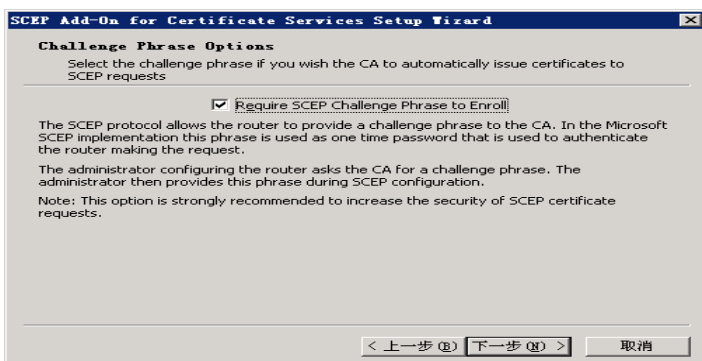 SCEP Add-On for Certificate Services Setup Wizard
Challenge Phrase Options
Select the challenge phrase if you wish the CA to automatically issue certificates to
SCEP requests
Require SCEP Challenge Phrase to Enroll
The SCEP protocol allows the router to provide a challenge phrase to the CA. In the Microsoft
SCEP implementation this phrase is used as one time password that is used to authenticate
the router making the request.
The administrator configuring the router asks the CA for a challenge phrase. The
administrator then provides this phrase during SCEP configuration.
Note: This option is strongly recommended to increase the security of SCEP certificate
requests.
< 上一步(B) 下一步(N) > 取消